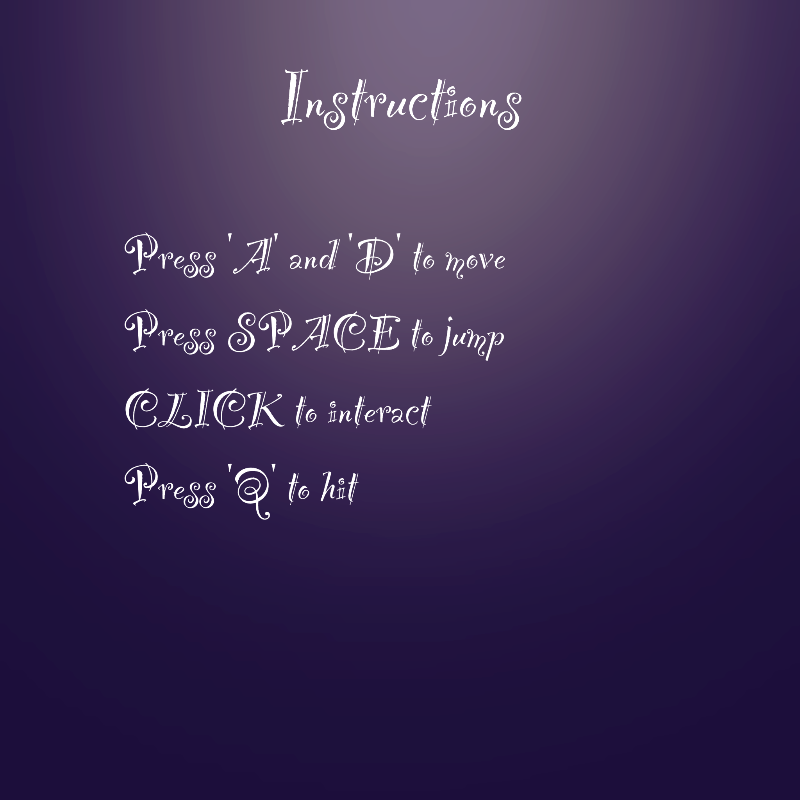 Instructions
Press 'A' and 'D' to move
Press SPACE to jump
CLICK to interact
Press 'Q' to hit